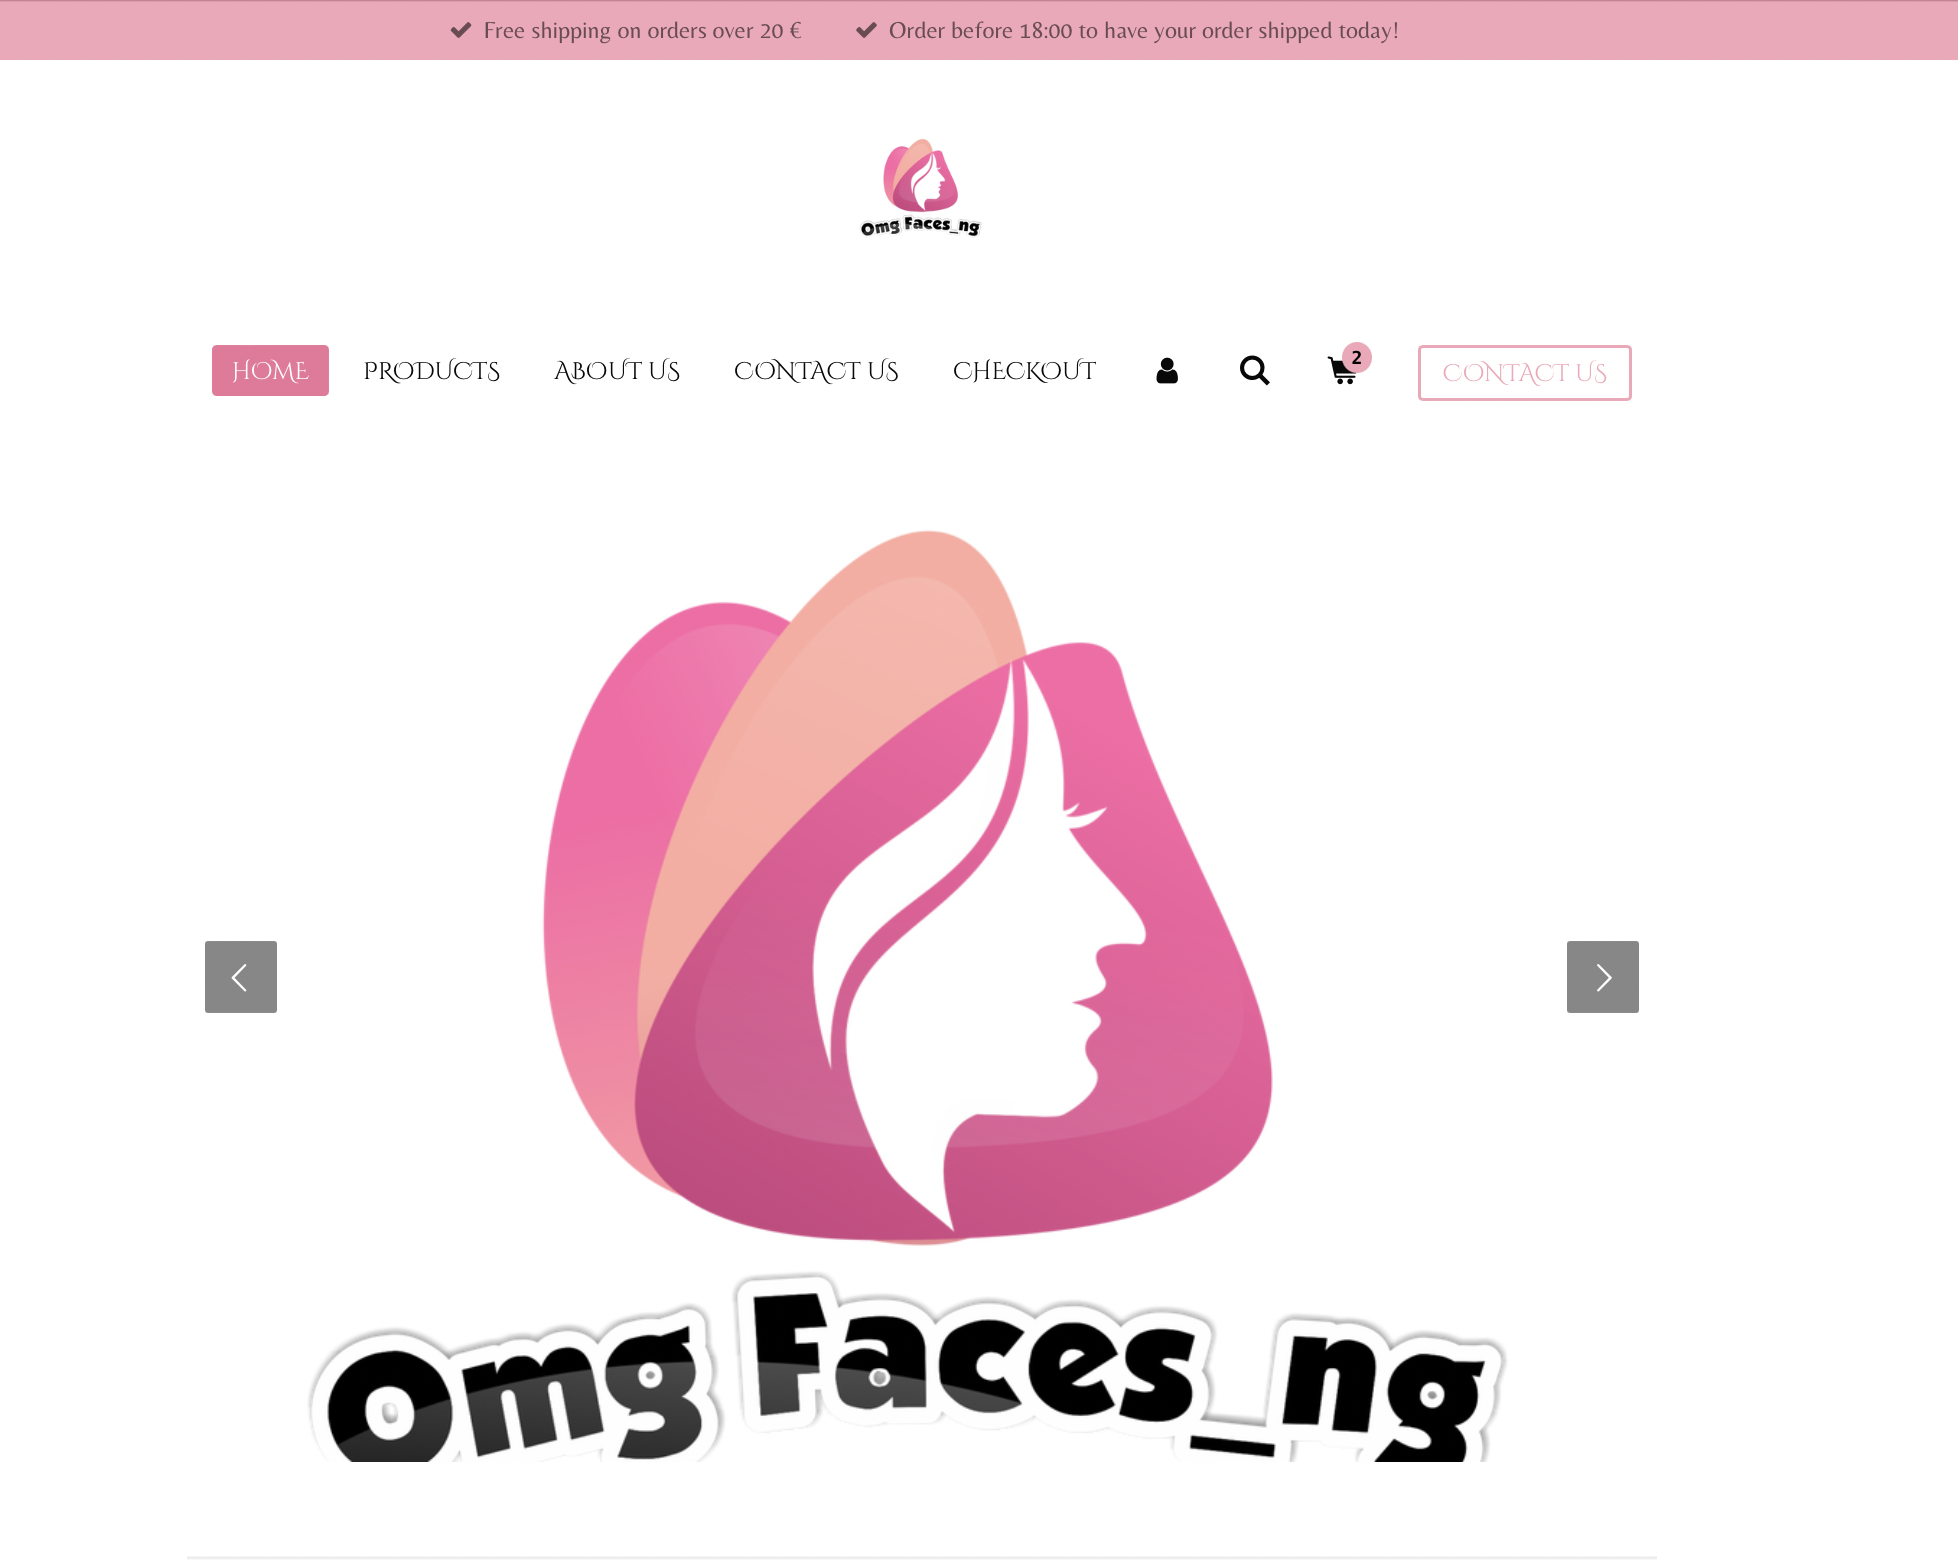 Free shipping on orders over 20 € Order before 18:00 to have your order shipped today!
Omg Faces_ng
HOME PRODUCTS ABOUT US CONTACT US CHECKOUT 2 CONTACT US
Omg Faces_ng